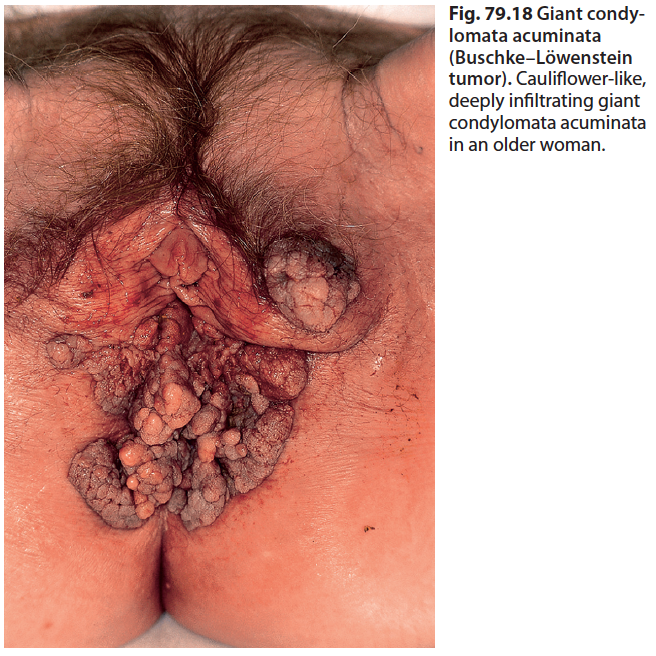 Fig. 79.18 Giant condy-
lomata acuminata
(Buschke–Löwenstein
tumor). Cauliflower-like,
deeply infiltrating giant
condylomata acuminata
in an older woman.